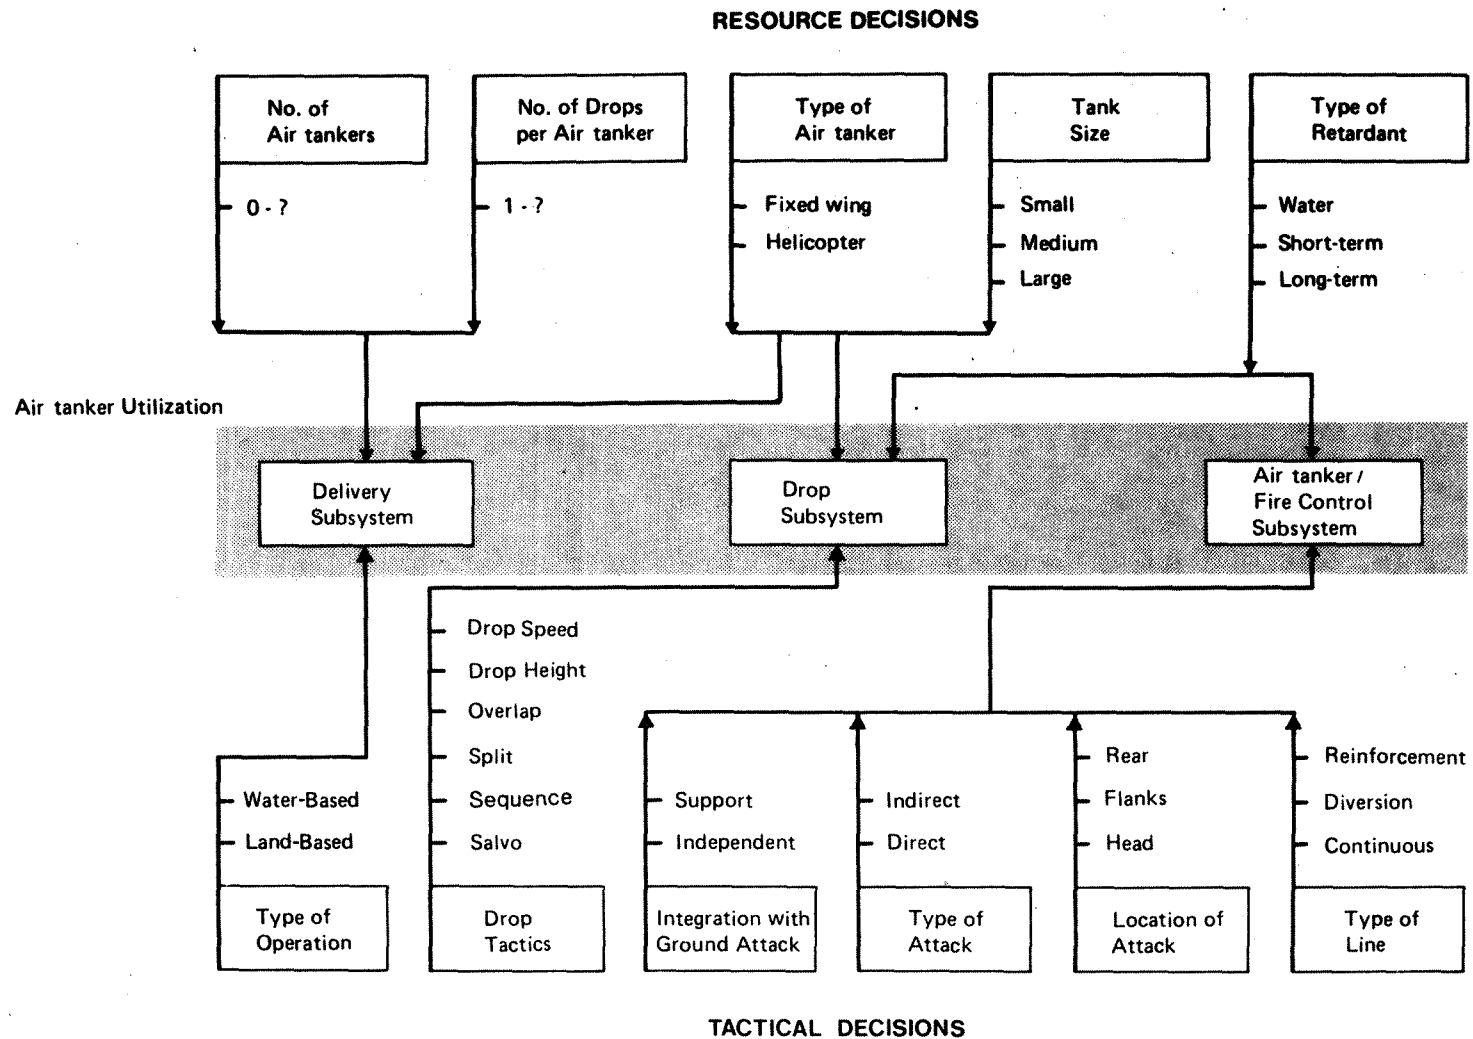 RESOURCE DECISIONS
No. of
Air tankers
No. of Drops
per Air tanker
Type of
Air tanker
Tank
Size
Type of
Retardant
0 - ?
1 - ?
Fixed wing
Helicopter
Small
Medium
Large
Water
Short-term
Long-term
Air tanker Utilization
Delivery
Subsystem
Drop
Subsystem
Air tanker /
Fire Control
Subsystem
Drop Speed
Drop Height
Overlap
Split
Sequence
Salvo
Water-Based
Land-Based
Support
Independent
Indirect
Direct
Rear
Flanks
Head
Reinforcement
Diversion
Continuous
Type of
Operation
Drop
Tactics
Integration with
Ground Attack
Type of
Attack
Location of
Attack
Type of
Line
TACTICAL DECISIONS